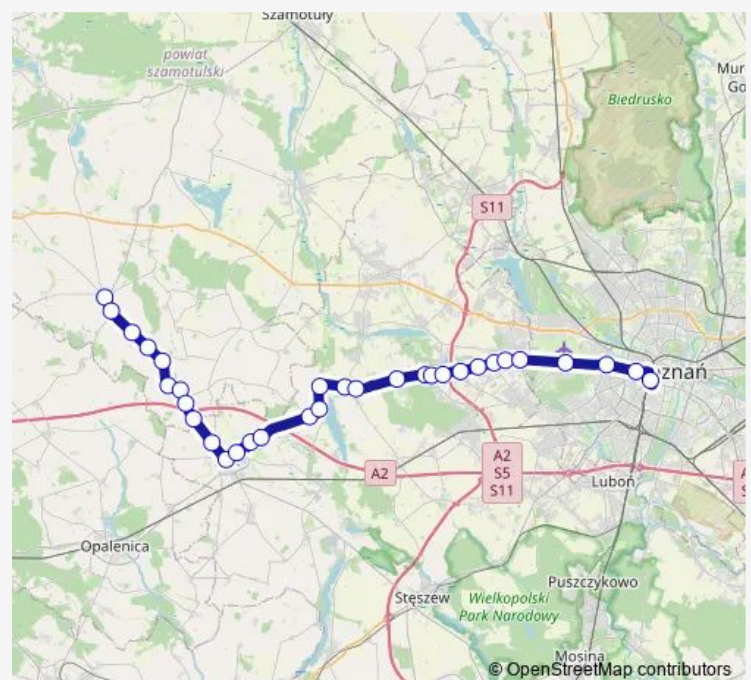 Szamotuły
powiat
szamotulski
Mur
Go
Biedrusko
S11
znań
A2
A2
S5
S11
A
S
Luboń
Opalenica
Puszczykowo
Stęszew
Wielkopolski
Park Narodowy
Mosina
© OpenStreetMap contributors